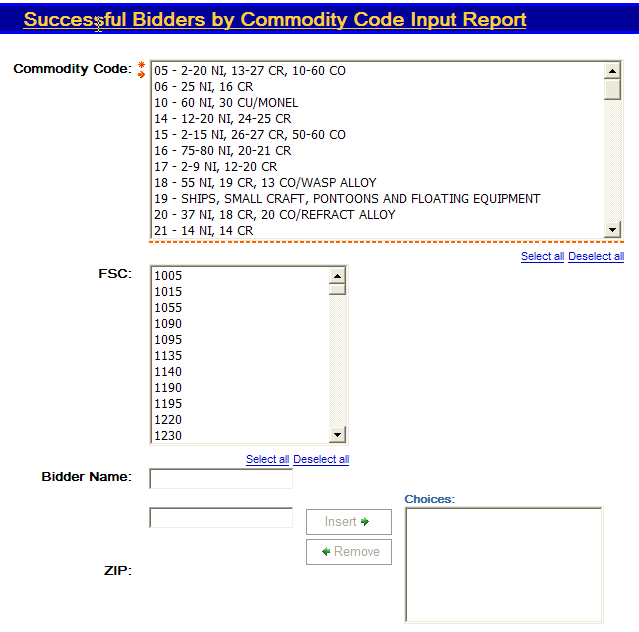 Successful Bidders by Commodity Code Input Report
Commodity Code:
05 - 2-20 NI, 13-27 CR, 10-60 CO
06 - 25 NI, 16 CR
10 - 60 NI, 30 CU/MONEL
14 - 12-20 NI, 24-25 CR
15 - 2-15 NI, 26-27 CR, 50-60 CO
16 - 75-80 NI, 20-21 CR
17 - 2-9 NI, 12-20 CR
18 - 55 NI, 19 CR, 13 CO/WASP ALLOY
19 - SHIPS, SMALL CRAFT, PONTOONS AND FLOATING EQUIPMENT
20 - 37 NI, 18 CR, 20 CO/REFRACT ALLOY
21 - 14 NI, 14 CR
Select all Deselect all
FSC:
1005
1015
1055
1090
1095
1135
1140
1190
1195
1220
1230
Select all Deselect all
Bidder Name:
Choices:
Insert
Remove
ZIP: